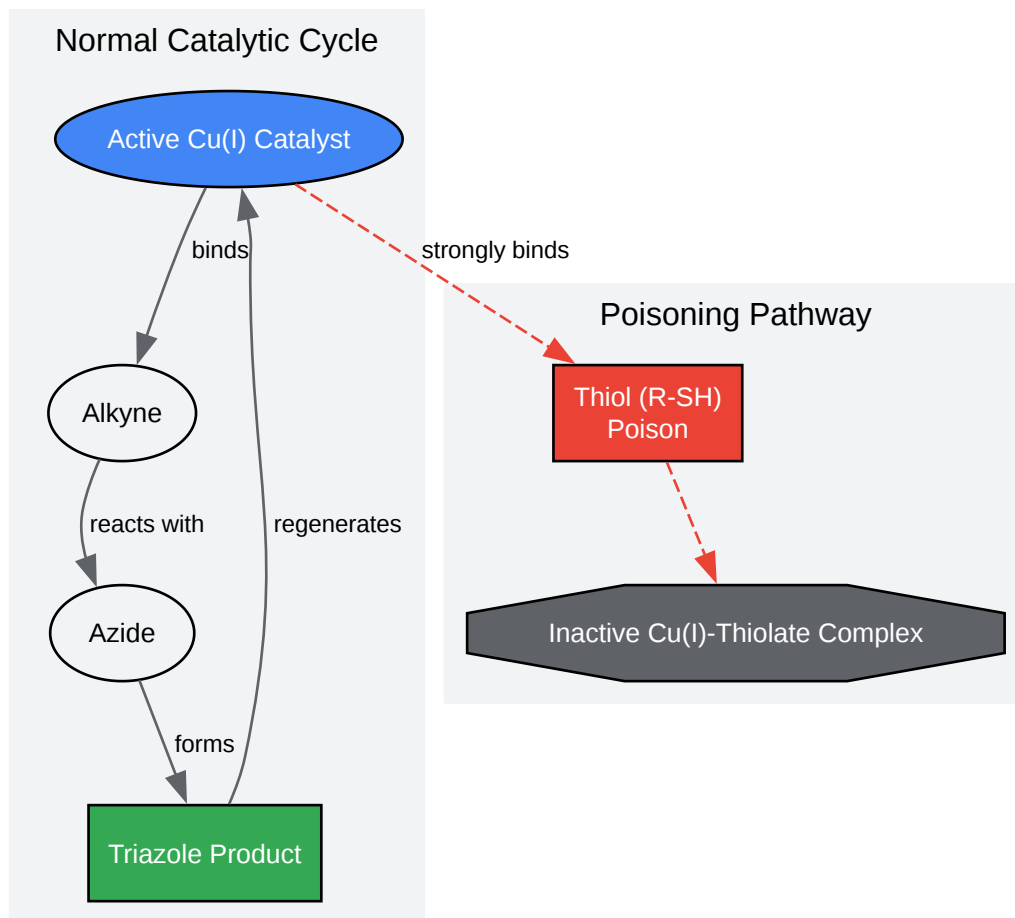 Normal Catalytic Cycle
Active Cu(I) Catalyst
binds
strongly binds
Poisoning Pathway
Thiol (R-SH)
Poison
Alkyne
reacts with
regenerates
Azide
Inactive Cu(I)-Thiolate Complex
forms
Triazole Product